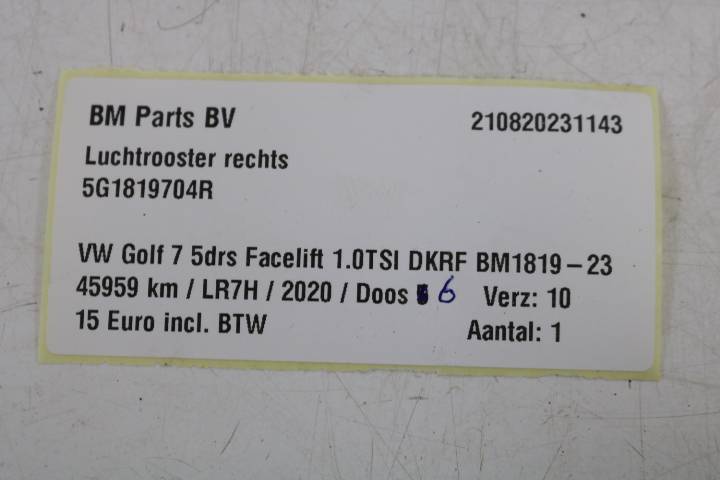 BM Parts BV 210820231143
Luchtrooster rechts
5G1819704R
VW Golf 7 5drs Facelift 1.0TSI DKRF BM1819-23
45959 km / LR7H / 2020 / Doos 6 Verz: 10
15 Euro incl. BTW Aantal: 1